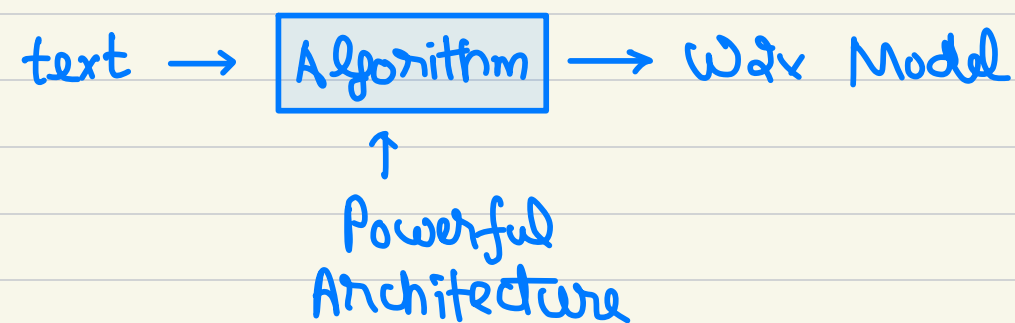 text → Algorithm → W2v Model
↑
Powerful
Architecture